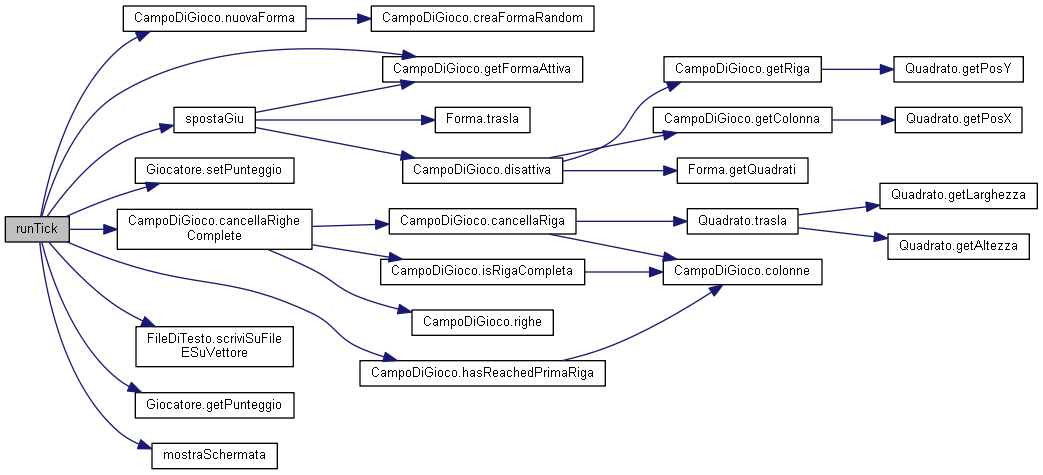 runTick
CampoDiGioco.nuovaForma
CampoDiGioco.creaFormaRandom
CampoDiGioco.getFormaAttiva
spostaGiu
Forma.trasla
CampoDiGioco.disattiva
CampoDiGioco.getRiga
Quadrato.getPosY
CampoDiGioco.getColonna
Quadrato.getPosX
Forma.getQuadrati
Giocatore.setPunteggio
CampoDiGioco.cancellaRighe
Complete
CampoDiGioco.cancellaRiga
Quadrato.trasla
Quadrato.getLarghezza
Quadrato.getAltezza
CampoDiGioco.isRigaCompleta
CampoDiGioco.colonne
CampoDiGioco.righe
FileDiTesto.scriviSuFile
ESuVettore
CampoDiGioco.hasReachedPrimaRiga
Giocatore.getPunteggio
mostraSchermata